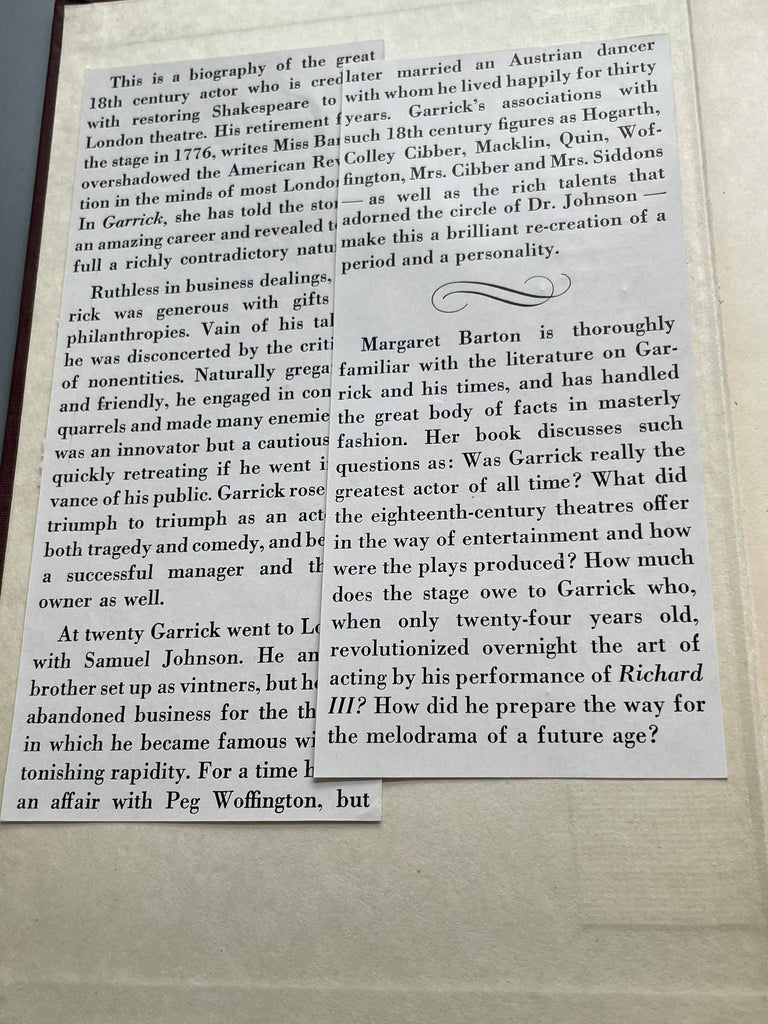 This is a biography of the great
18th century actor who is cred
with restoring Shakespeare to
London theatre. His retirement f
the stage in 1776, writes Miss Bar
overshadowed the American Rev
tion in the minds of most Londo
In Garrick, she has told the stor
an amazing career and revealed t
full a richly contradictory natu
Ruthless in business dealings,
rick was generous with gifts
philanthropies. Vain of his tal
he was disconcerted by the criti
of nonentities. Naturally grega
and friendly, he engaged in con
quarrels and made many enemie
was an innovator but a cautious
quickly retreating if he went i
vance of his public. Garrick rose
triumph to triumph as an act
both tragedy and comedy, and be
a successful manager and th
owner as well.
At twenty Garrick went to Lo
with Samuel Johnson. He an
brother set up as vintners, but he
abandoned business for the th
in which he became famous wi
tonishing rapidity. For a time h
an affair with Peg Woffington, but
later married an Austrian dancer
with whom he lived happily for thirty
years. Garrick's associations with
such 18th century figures as Hogarth,
Colley Cibber, Macklin, Quin, Wof-
fington, Mrs. Cibber and Mrs. Siddons
— as well as the rich talents that
adorned the circle of Dr. Johnson —
make this a brilliant re-creation of a
period and a personality.
Margaret Barton is thoroughly
familiar with the literature on Gar-
rick and his times, and has handled
the great body of facts in masterly
fashion. Her book discusses such
questions as: Was Garrick really the
greatest actor of all time? What did
the eighteenth-century theatres offer
in the way of entertainment and how
were the plays produced? How much
does the stage owe to Garrick who,
when only twenty-four years old,
revolutionized overnight the art of
acting by his performance of Richard
III? How did he prepare the way for
the melodrama of a future age?